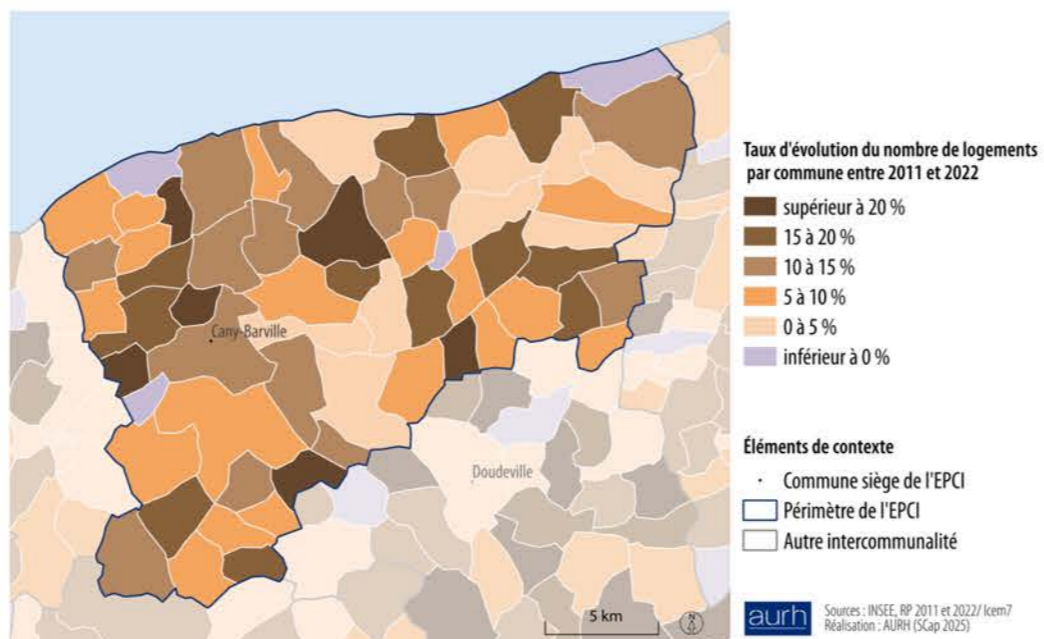 Cany-Barville
Doudeville
5 km
N
Taux d'évolution du nombre de logements
par commune entre 2011 et 2022
supérieur à 20 %
15 à 20 %
10 à 15 %
5 à 10 %
0 à 5 %
inférieur à 0 %
Éléments de contexte
Commune siège de l'EPCI
Périmètre de l'EPCI
Autre intercommunalité
aurh
Sources : INSEE, RP 2011 et 2022/ Icem7
Réalisation : AURH (SCap 2025)